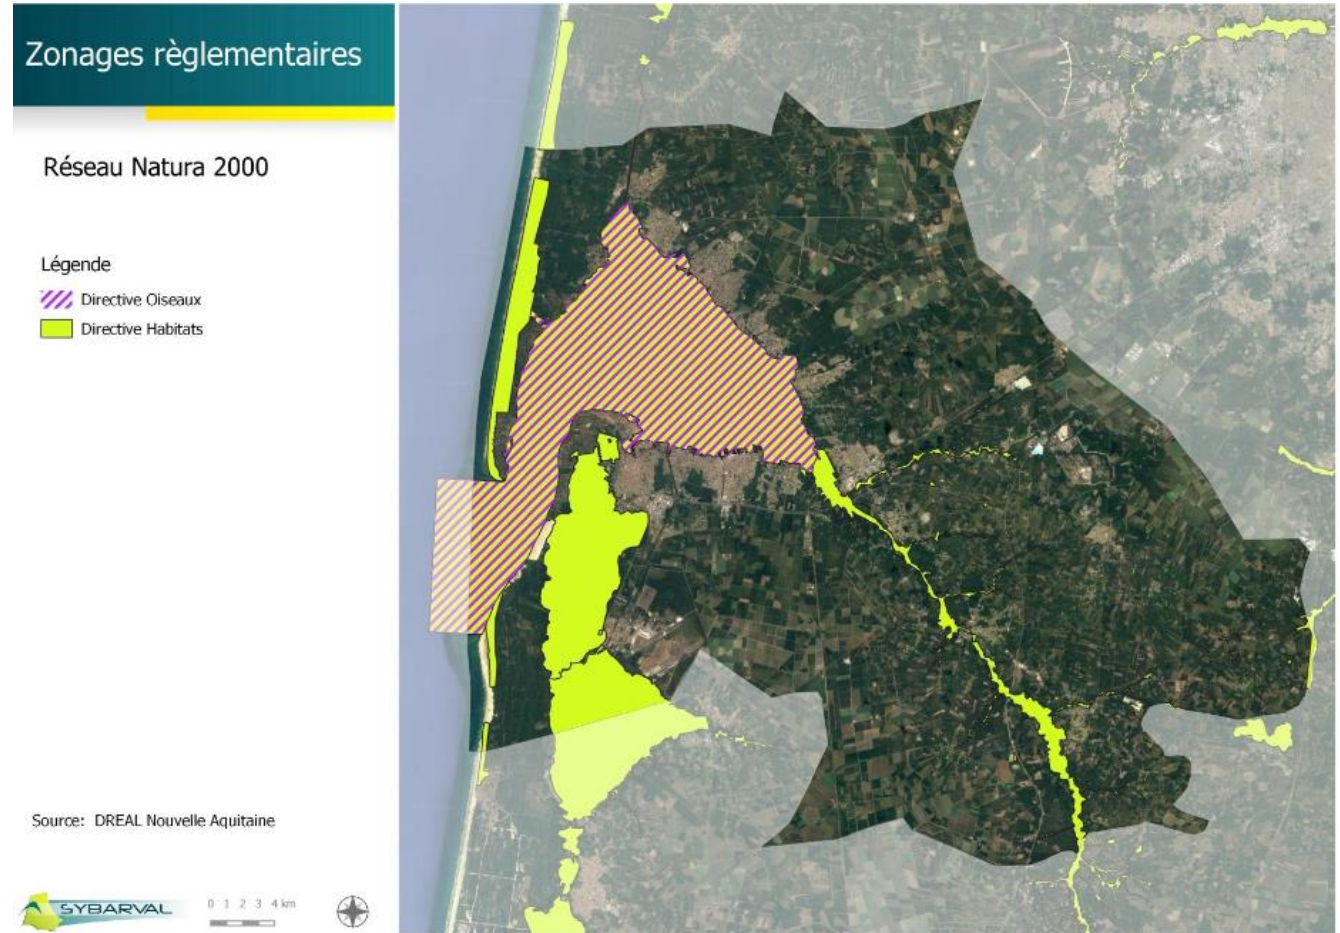 Zonages règlementaires
Réseau Natura 2000
Légende
Directive Oiseaux
Directive Habitats
Source: DREAL Nouvelle Aquitaine
SYBARVAL
0 1 2 3 4 km